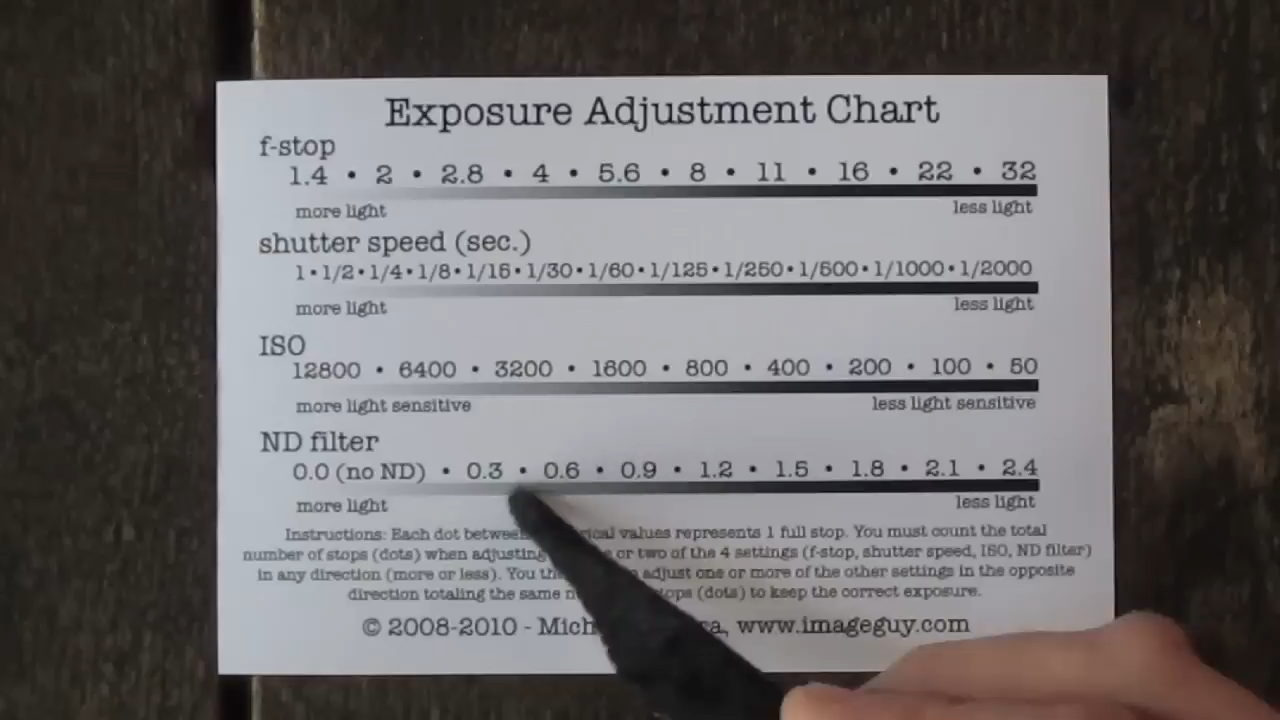 Exposure Adjustment Chart
f-stop
1.4 • 2 • 2.8 • 4 • 5.6 • 8 • 11 • 16 • 22 • 32
more light less light
shutter speed (sec.)
1•1/2•1/4•1/8•1/15•1/30•1/60•1/125•1/250•1/500•1/1000•1/2000
more light less light
ISO
12800 • 6400 • 3200 • 1600 • 800 • 400 • 200 • 100 • 50
more light sensitive less light sensitive
ND filter
0.0 (no ND) • 0.3 • 0.6 • 0.9 • 1.2 • 1.5 • 1.8 • 2.1 • 2.4
more light less light
Instructions: Each dot between values represents 1 full stop. You must count the total
number of stops (dots) when adjusting or two of the 4 settings (f-stop, shutter speed, ISO, ND filter)
in any direction (more or less). You adjust one or more of the other settings in the opposite
direction totaling the same (dots) to keep the correct exposure.
© 2008-2010 - www.imageguy.com